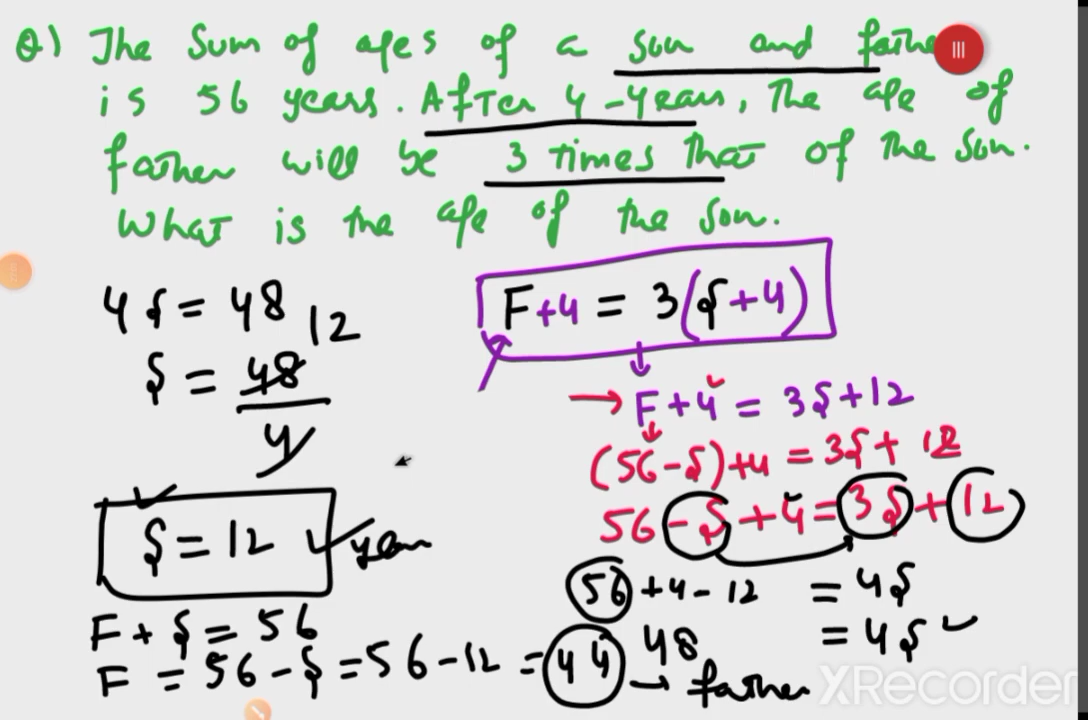 Q1) The Sum of ages of a son and fathe
is 56 years. After 4-years, The age of
father will be 3 Times that of the Son.
What is the age of the son.
4S = 48
S = 48/4 12
S = 12 year
F + S = 56
F = 56 - S = 56 - 12 = 44 → father
F+4 = 3(S+4)
→ F+4 = 3S+12
(56-S)+4 = 3S+12
56-S+4 = 3S+12
56+4-12 = 4S
48 = 4S
XRecorder